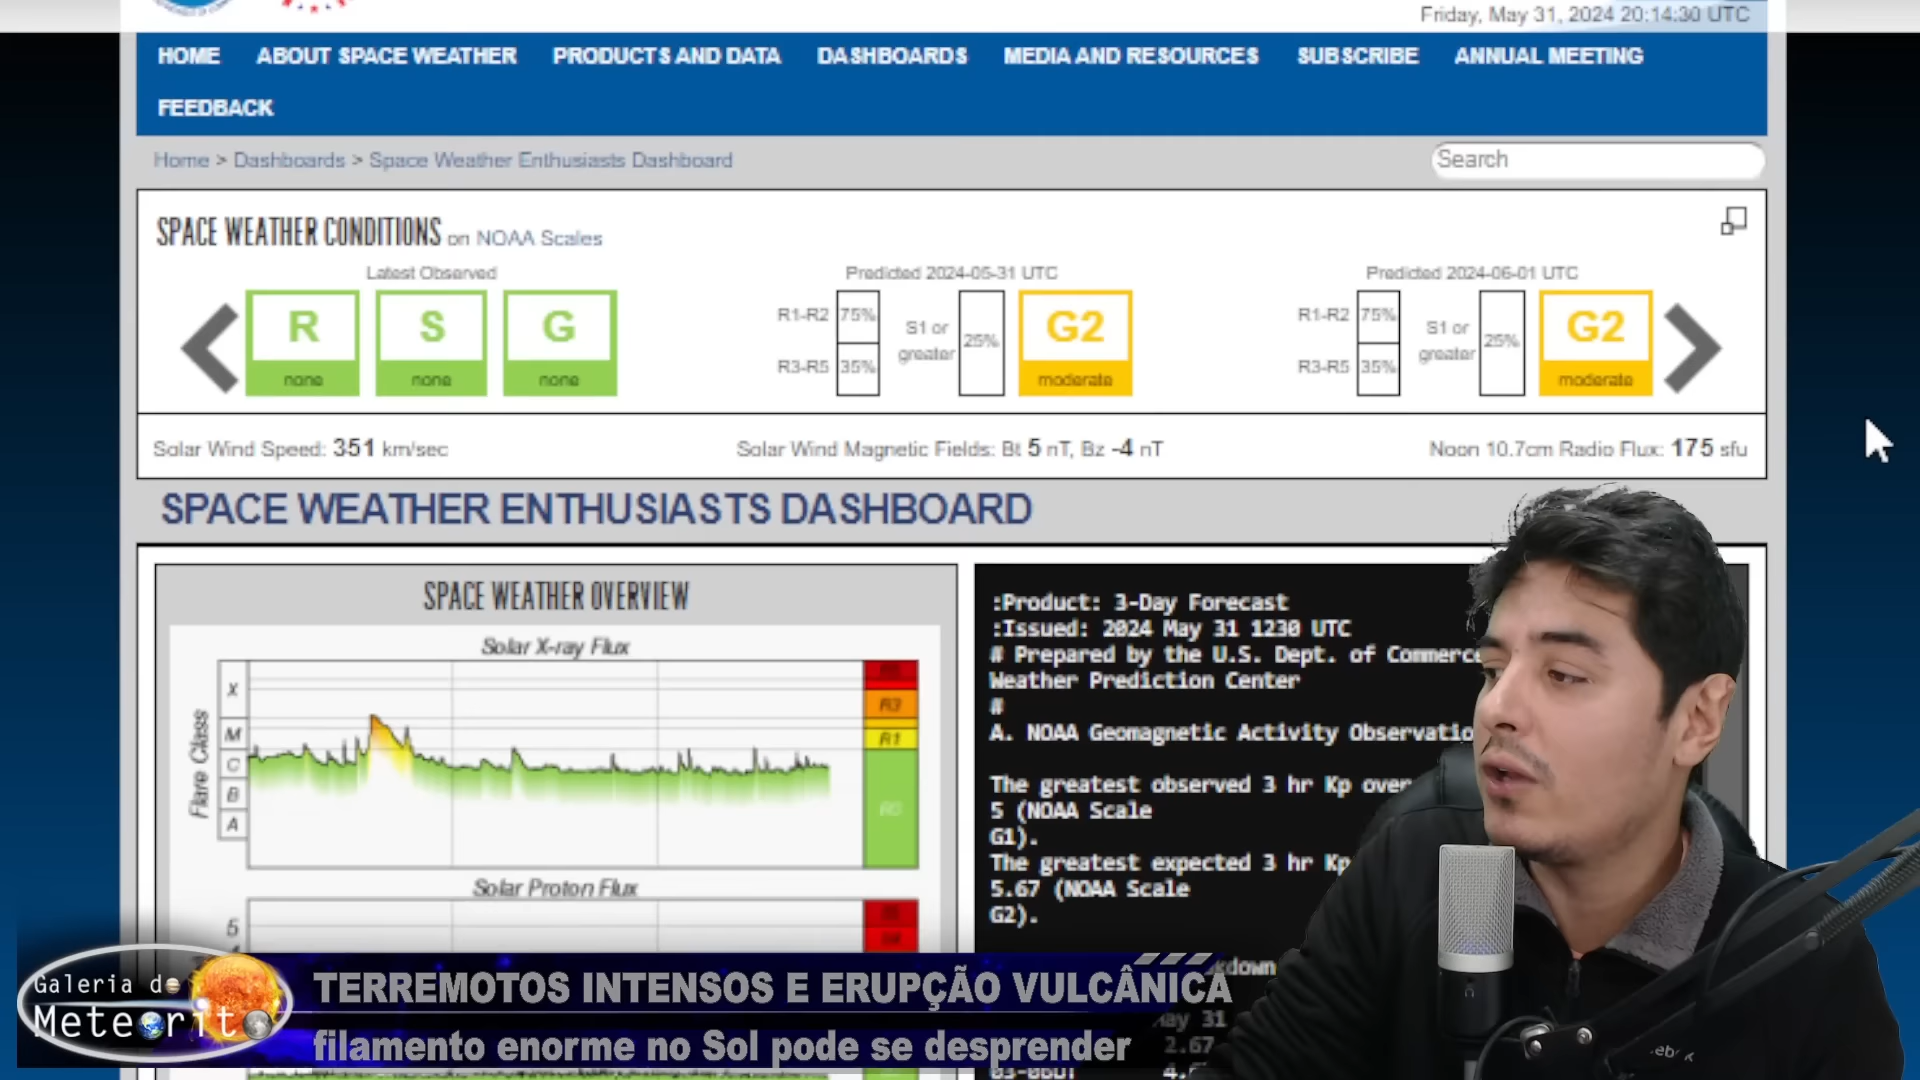 Friday, May 31, 2024 20:14:30 UTC
HOME ABOUT SPACE WEATHER PRODUCTS AND DATA DASHBOARDS MEDIA AND RESOURCES SUBSCRIBE ANNUAL MEETING
FEEDBACK
Home > Dashboards > Space Weather Enthusiasts Dashboard
Search
SPACE WEATHER CONDITIONS on NOAA Scales
Latest Observed
R
none
S
none
G
none
Predicted 2024-05-31 UTC
R1-R2 75%
R3-R5 35%
S1 or
greater
25%
G2
moderate
Predicted 2024-06-01 UTC
R1-R2 75%
R3-R5 35%
S1 or
greater
25%
G2
moderate
Solar Wind Speed: 351 km/sec
Solar Wind Magnetic Fields: Bt 5 nT, Bz -4 nT
Noon 10.7cm Radio Flux: 175 sfu
SPACE WEATHER ENTHUSIASTS DASHBOARD
SPACE WEATHER OVERVIEW
Solar X-ray Flux
Flare Class
X
M
C
B
A
R3
R1
R0
Solar Proton Flux
5
4
:Product: 3-Day Forecast
:Issued: 2024 May 31 1230 UTC
# Prepared by the U.S. Dept. of Commerce
Weather Prediction Center
#
A. NOAA Geomagnetic Activity Observatio
The greatest observed 3 hr Kp over
5 (NOAA Scale
G1).
The greatest expected 3 hr Kp
5.67 (NOAA Scale
G2).
kdown
May 31
2.67
03-06UT
Galeria de
Meteorito
TERREMOTOS INTENSOS E ERUPÇÃO VULCÂNICA
filamento enorme no Sol pode se desprender